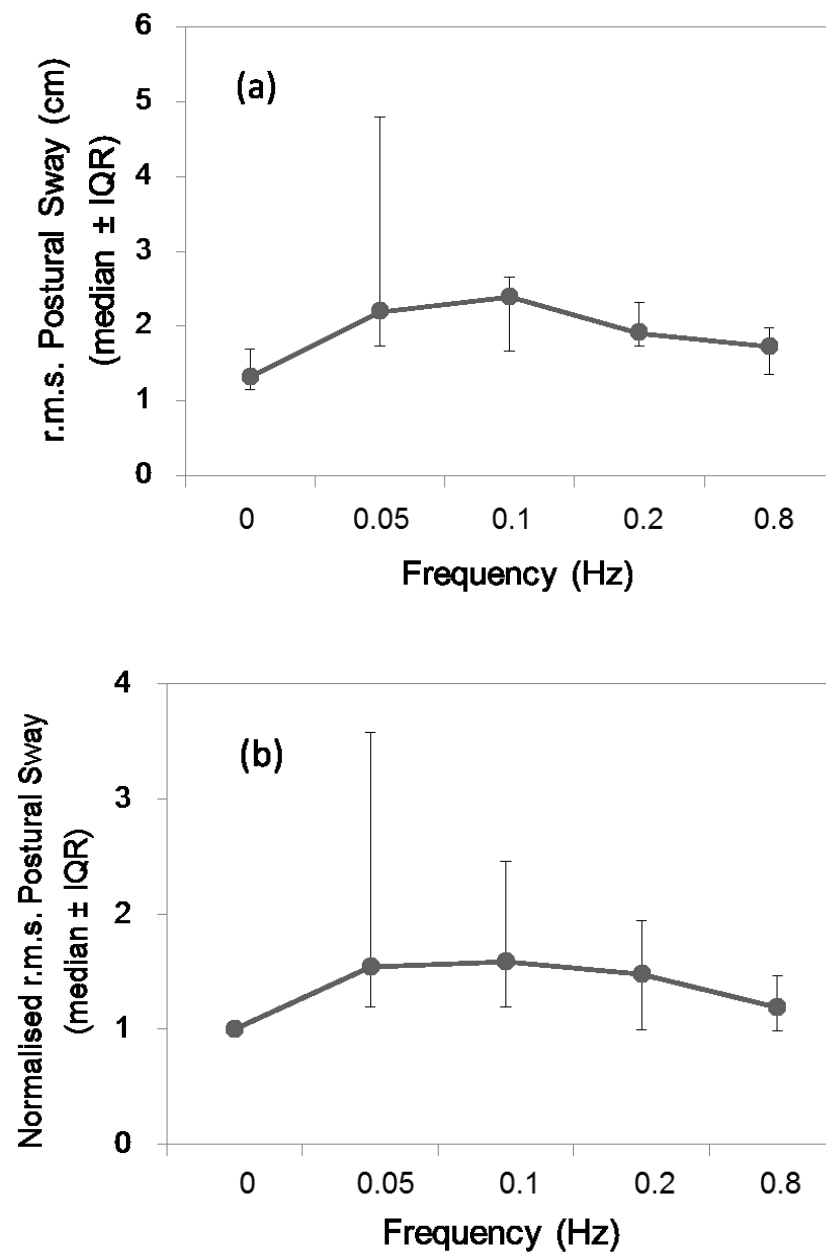 r.m.s. Postural Sway (cm)
(median ± IQR)
6
5
4
3
2
1
0
(a)
0 0.05 0.1 0.2 0.8
Frequency (Hz)
Normalised r.m.s. Postural Sway
(median ± IQR)
4
3
2
1
0
(b)
0 0.05 0.1 0.2 0.8
Frequency (Hz)